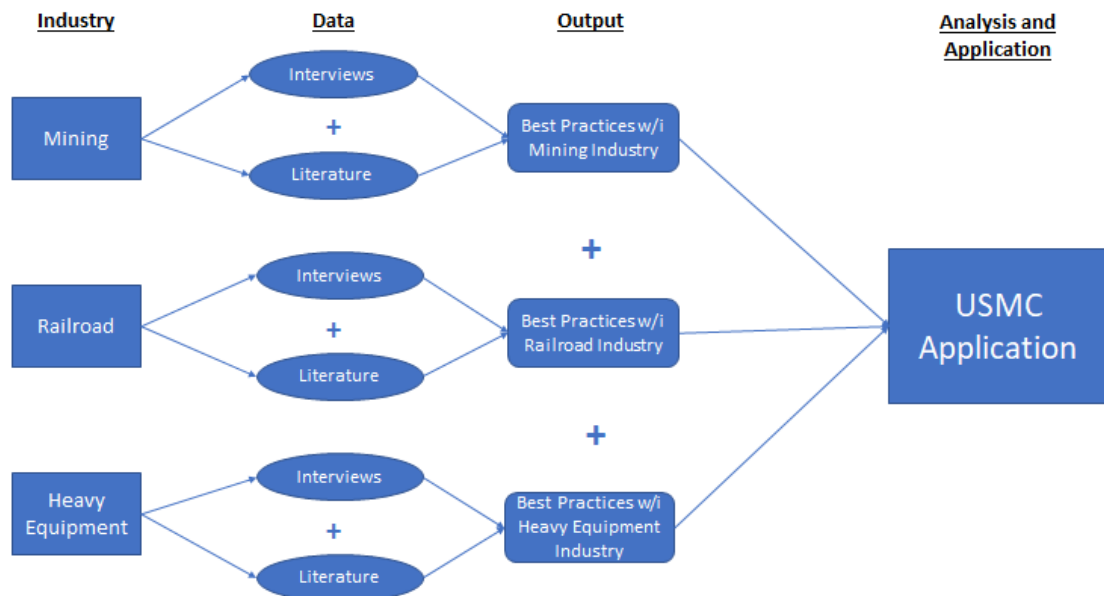 Industry
Data
Output
Analysis and
Application
Mining
Interviews
+
Literature
Best Practices w/i
Mining Industry
+
Railroad
Interviews
+
Literature
Best Practices w/i
Railroad Industry
USMC
Application
+
Heavy
Equipment
Interviews
+
Literature
Best Practices w/i
Heavy Equipment
Industry